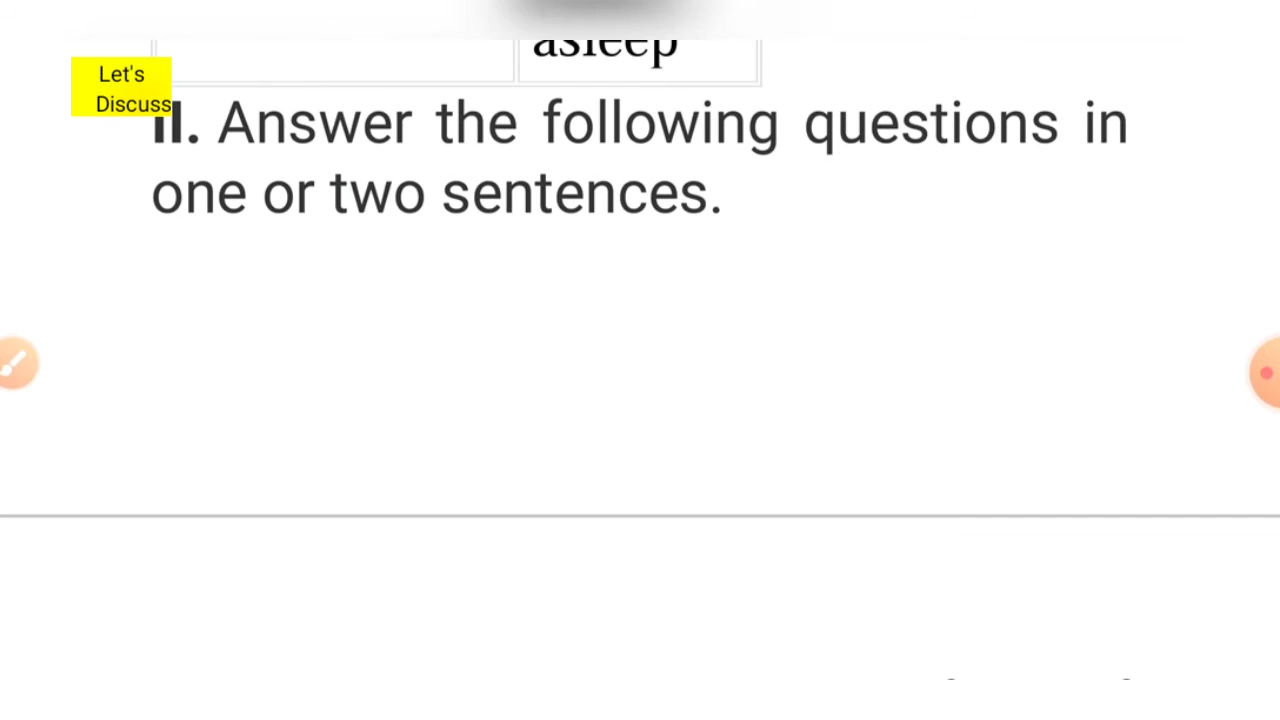 asleep
Let's
Discuss
II. Answer the following questions in
one or two sentences.